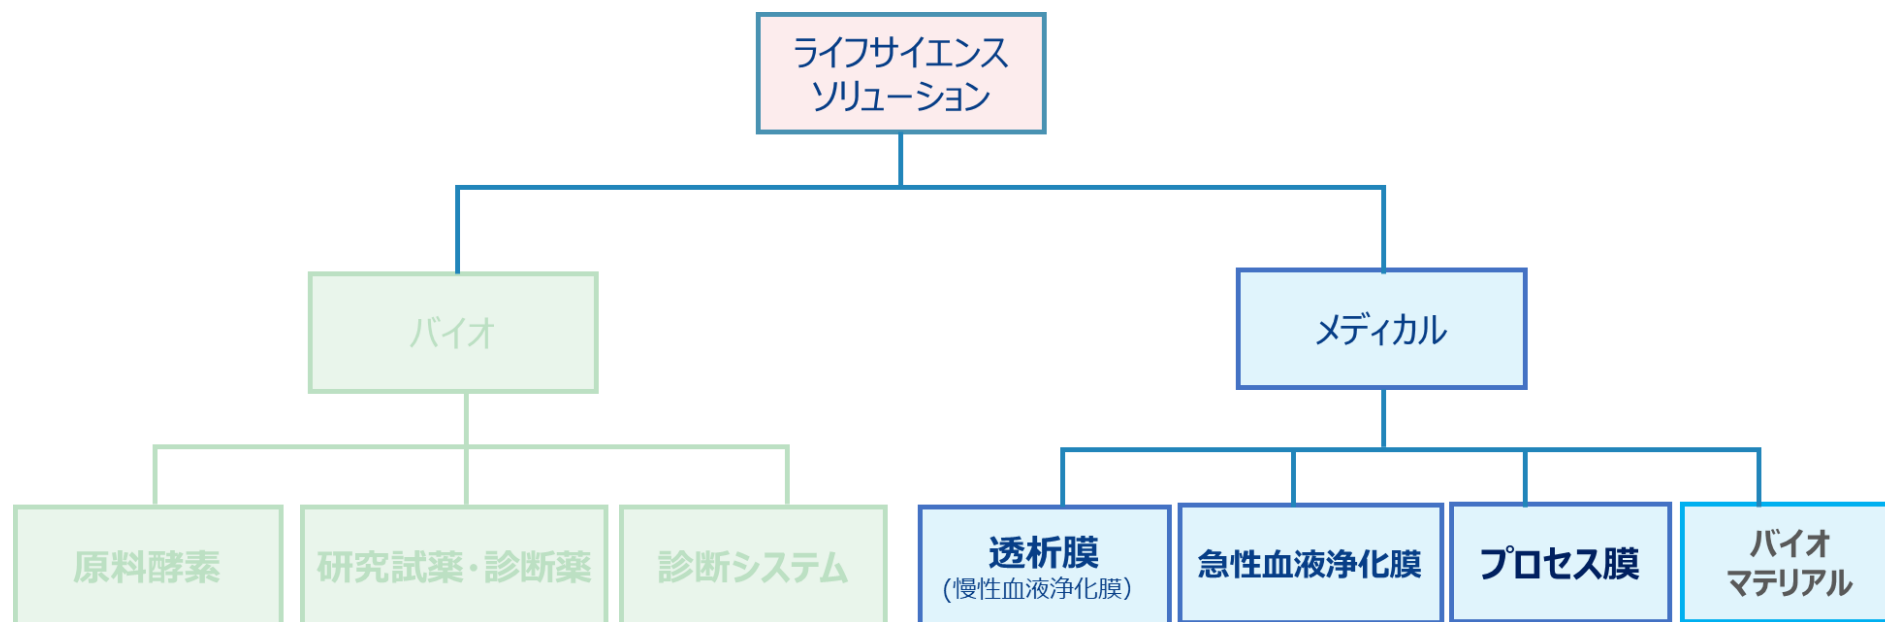 ライフサイエンス
ソリューション
バイオ
メディカル
原料酵素
研究試薬・診断薬
診断システム
透析膜
(慢性血液浄化膜)
急性血液浄化膜
プロセス膜
バイオ
マテリアル